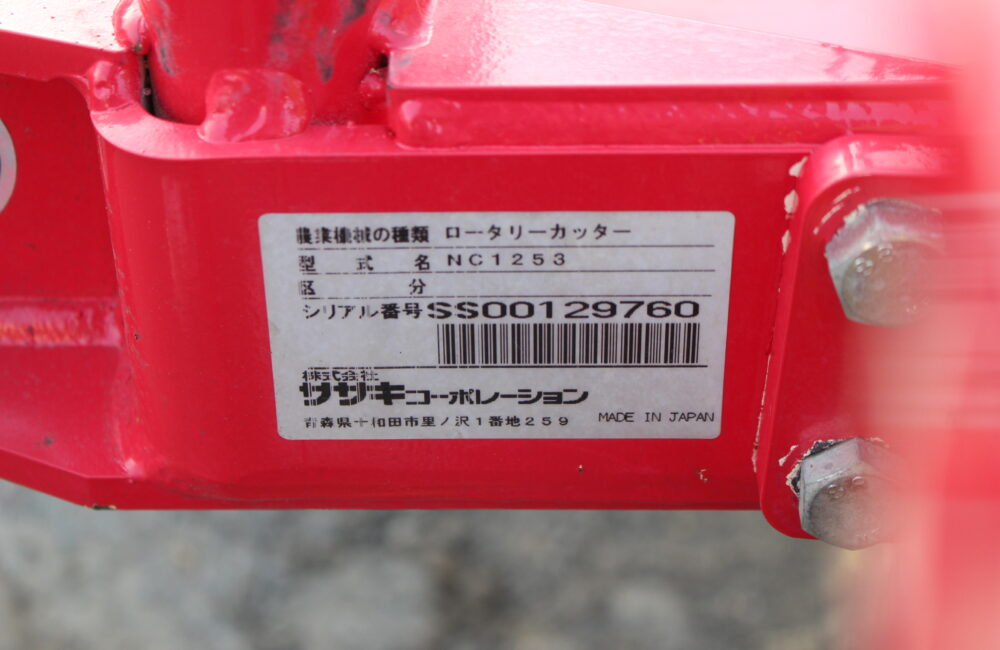 農業機械の種類 ロータリーカッター
型式名 NC1253
区分
シリアル番号 SS00129760
株式会社
ササキコーポレーション
青森県十和田市里ノ沢1番地259 MADE IN JAPAN